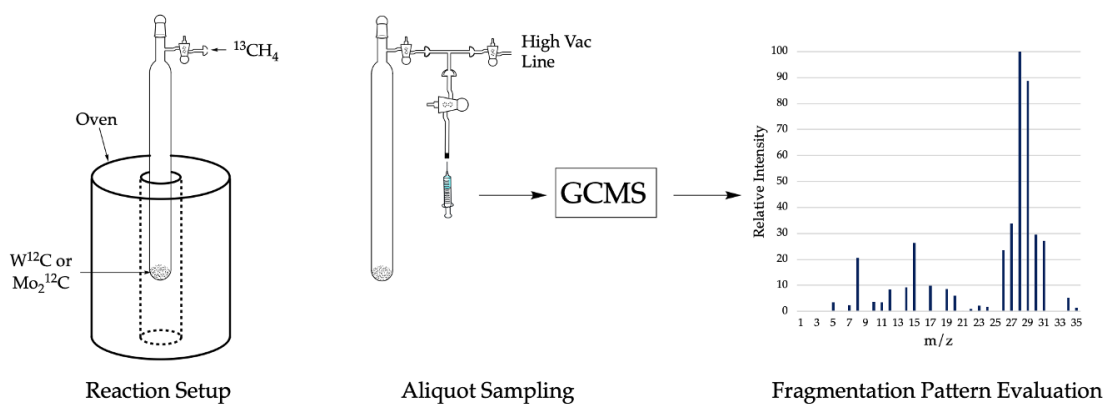 ¹³CH₄
Oven
W¹²C or
Mo₂¹²C
Reaction Setup
High Vac
Line
Aliquot Sampling
GCMS
Relative Intensity
100
90
80
70
60
50
40
30
20
10
0
1 3 5 7 9 11 13 15 17 19 21 23 25 27 29 31 33 35
m/z
Fragmentation Pattern Evaluation